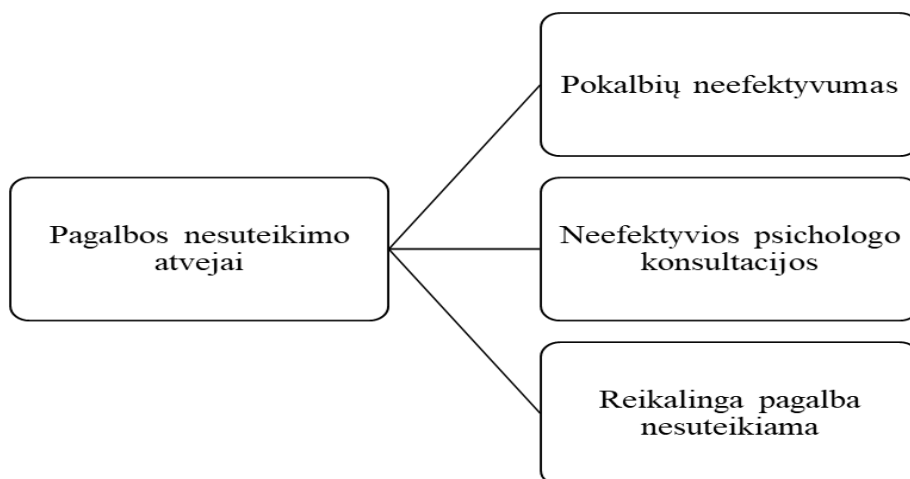 Pokalbių neefektyvumas
Pagalbos nesuteikimo
atvejai
Neefektyvios psichologo
konsultacijos
Reikalinga pagalba
nesuteikiama